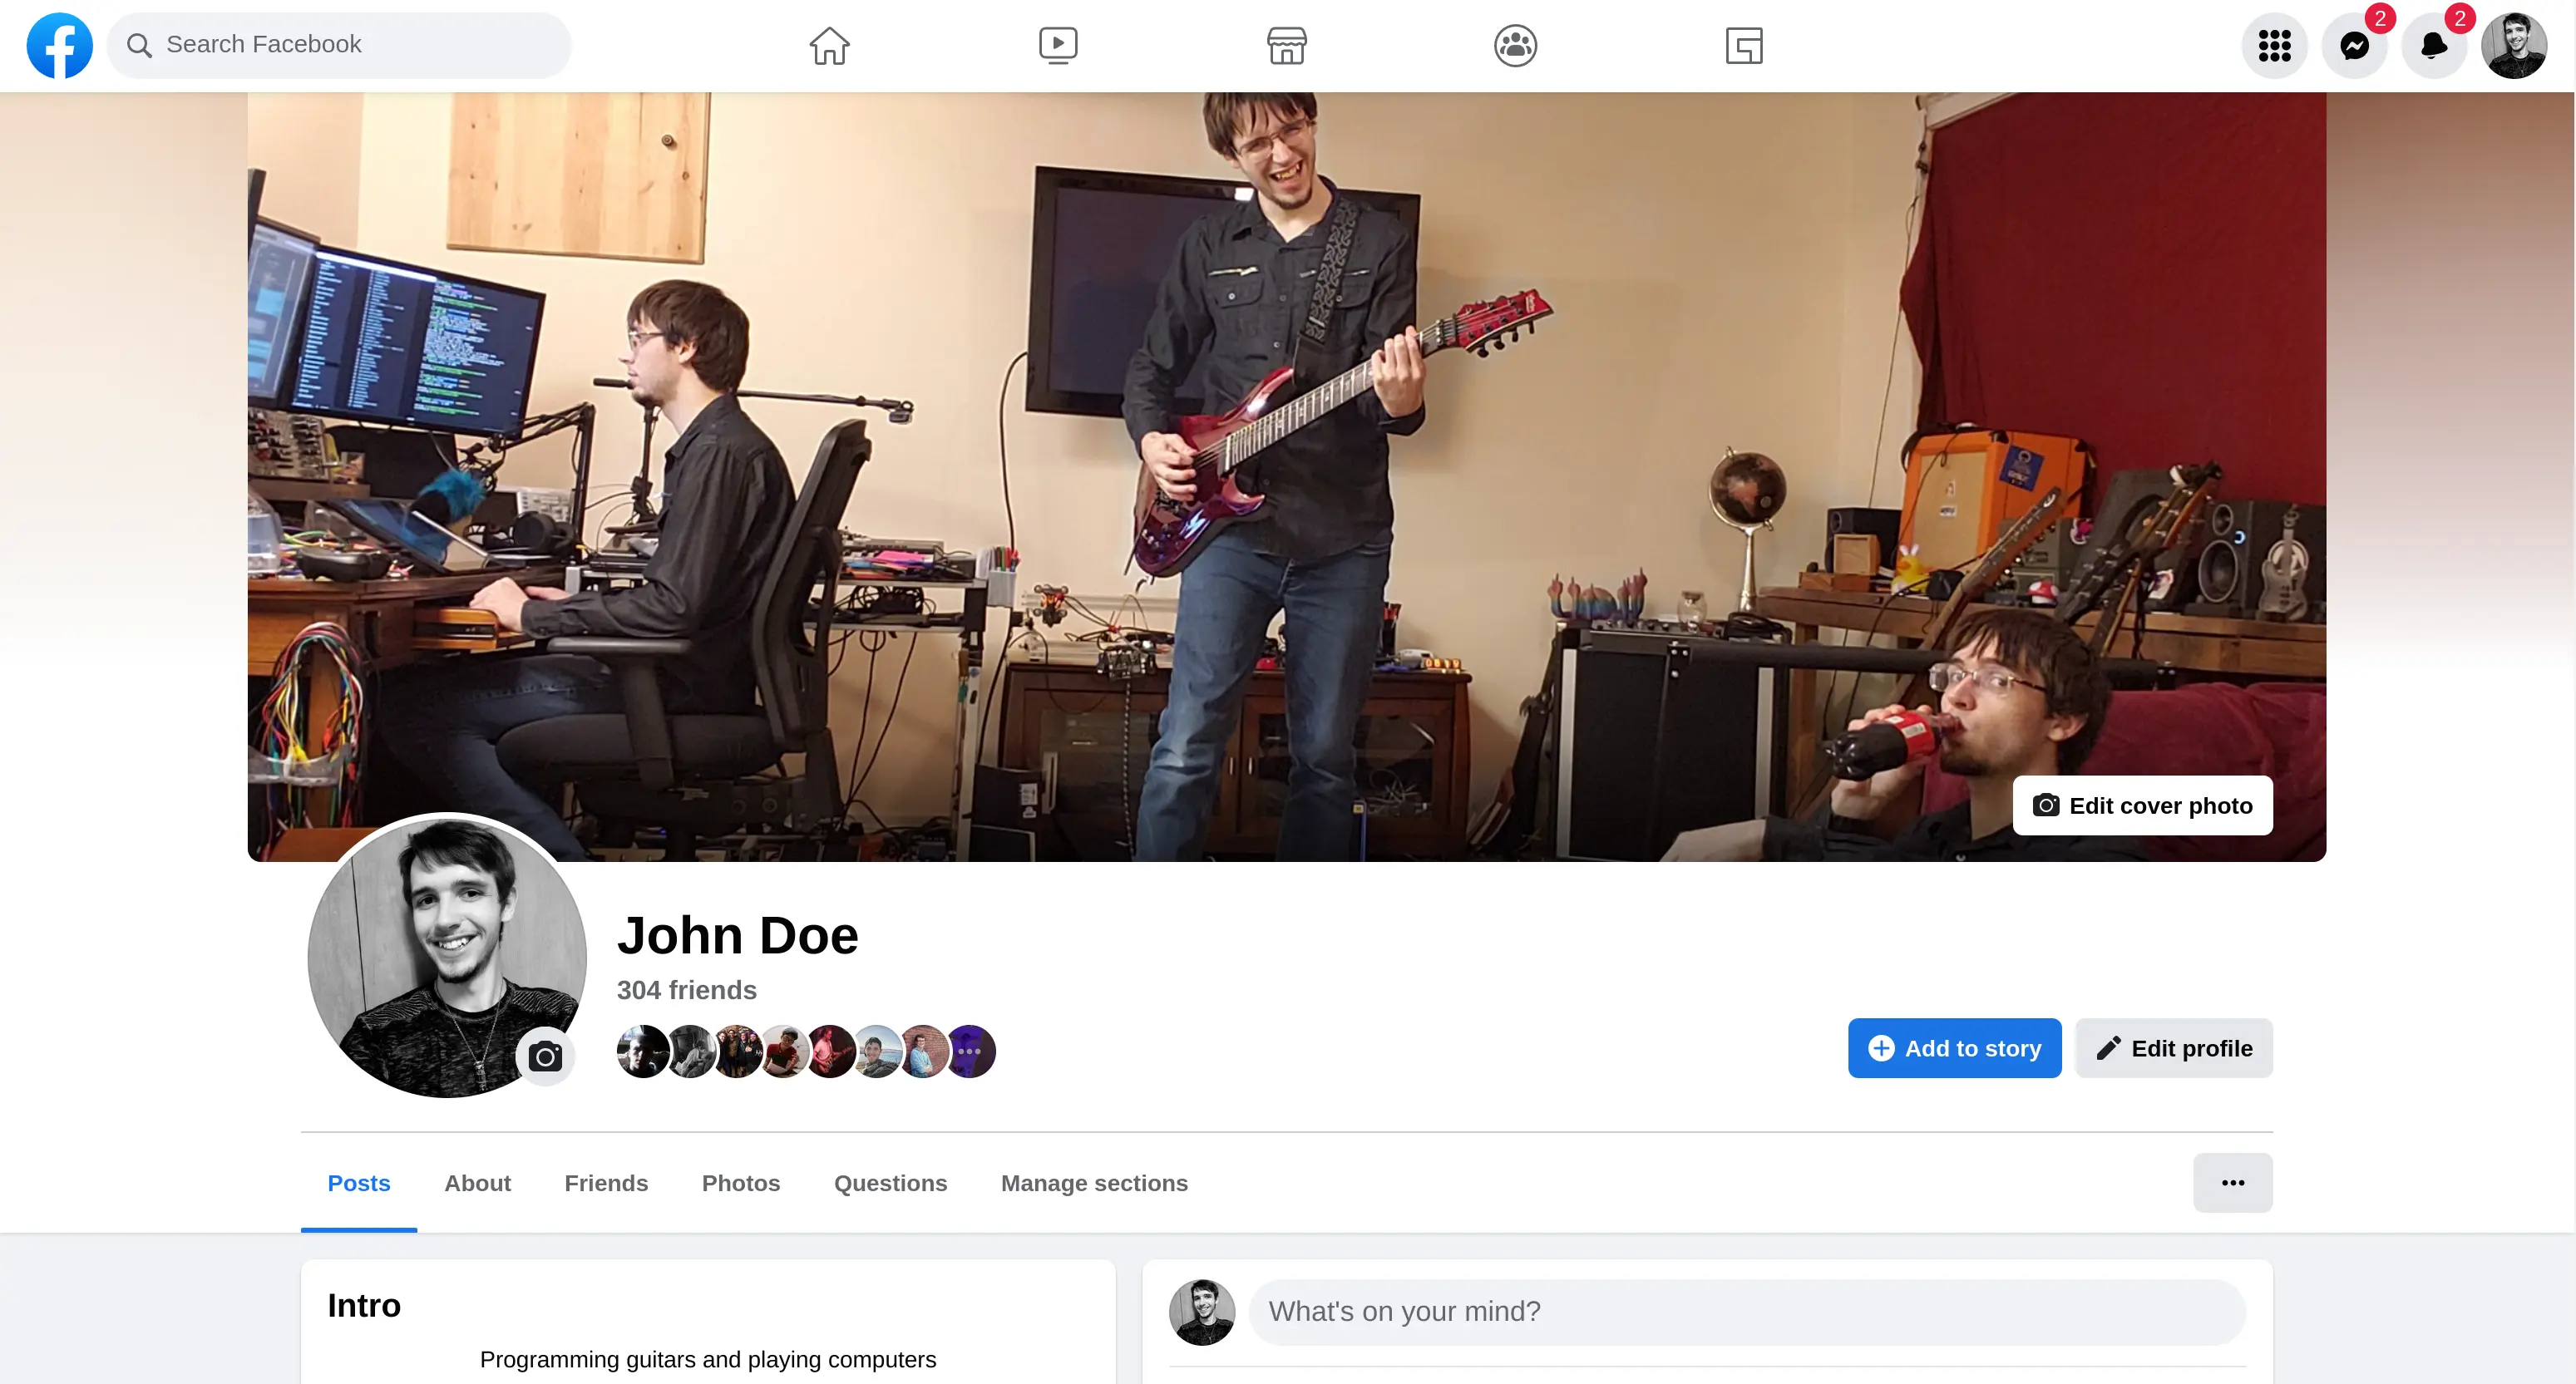 Search Facebook
2
2
Edit cover photo
John Doe
304 friends
Add to story
Edit profile
Posts
About
Friends
Photos
Questions
Manage sections
Intro
What's on your mind?
Programming guitars and playing computers